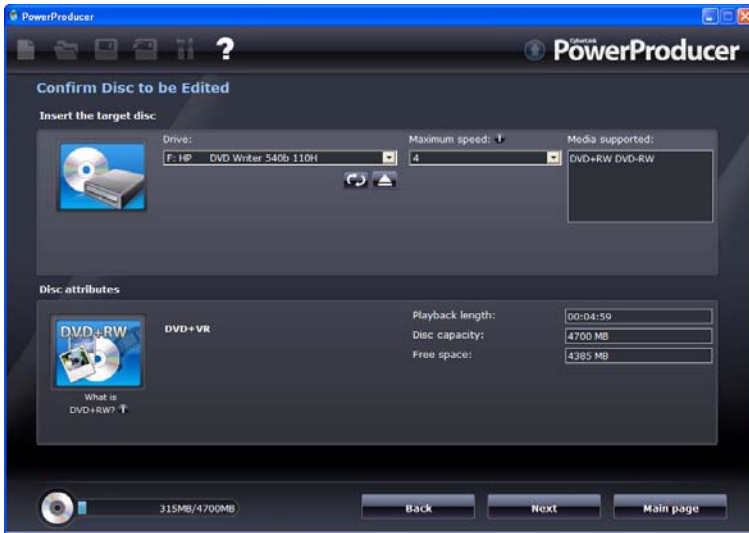 PowerProducer
?
CyberLink
PowerProducer
Confirm Disc to be Edited
Insert the target disc
Drive:
F: HP DVD Writer 540b 110H
Maximum speed: i
4
Media supported:
DVD+RW DVD-RW
Disc attributes
DVD+RW
What is
DVD+RW? i
DVD+VR
Playback length:
00:04:59
Disc capacity:
4700 MB
Free space:
4385 MB
315MB/4700MB
Back
Next
Main page